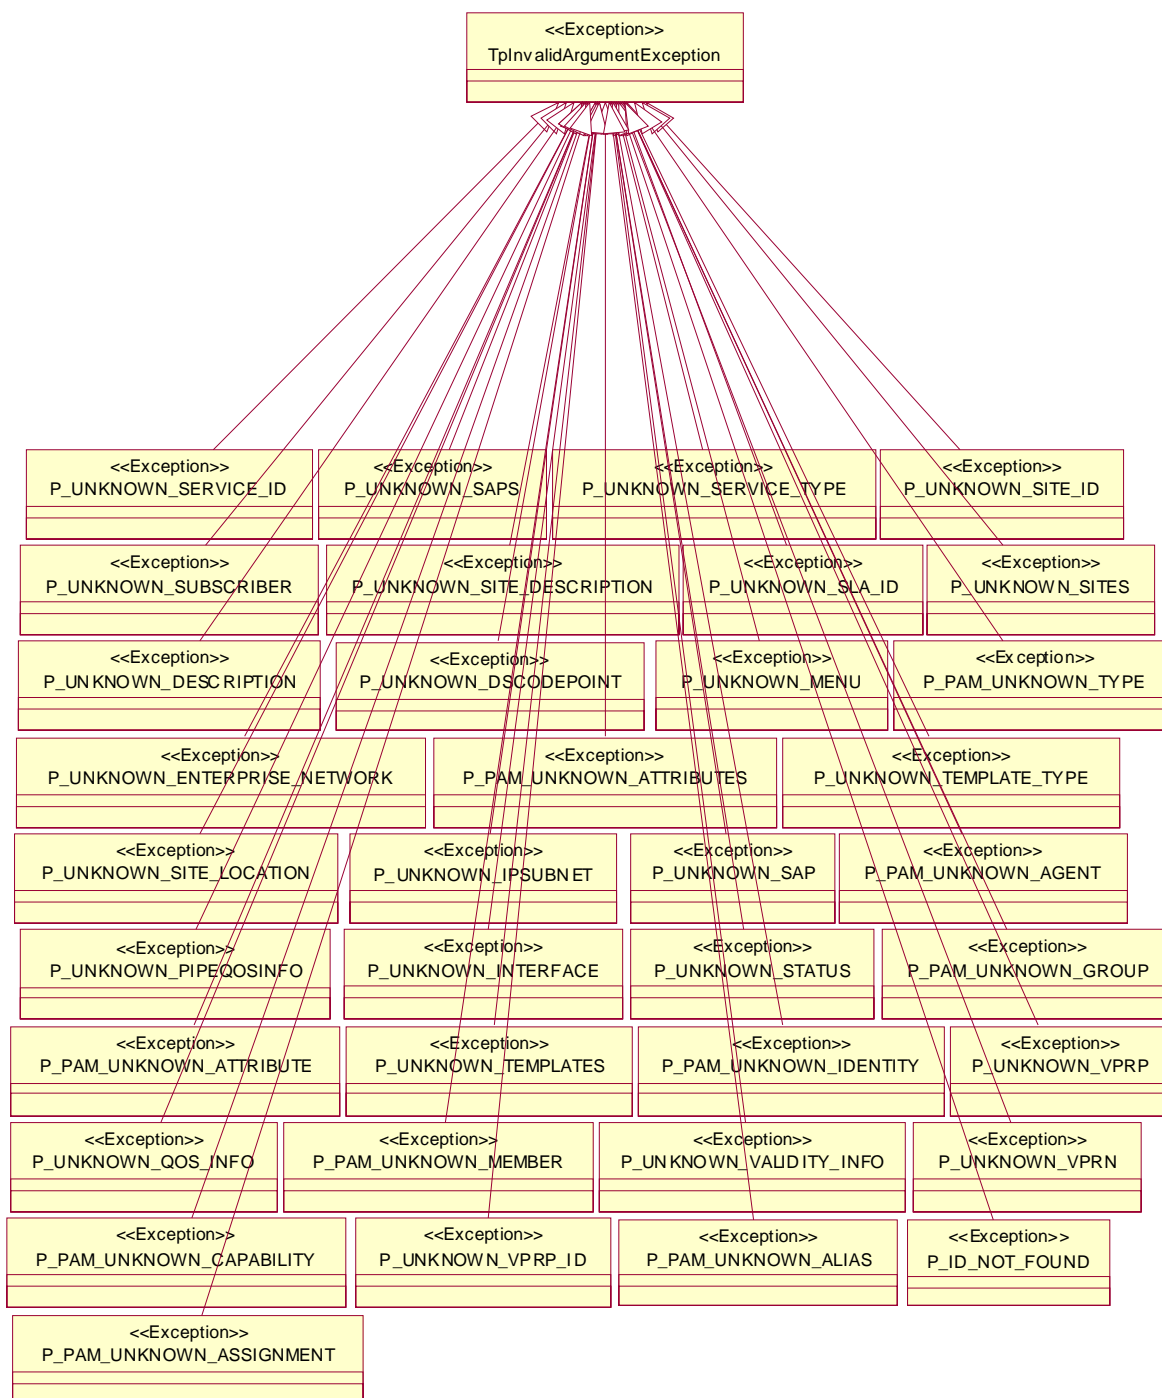 <<Exception>>
TpInvalidArgumentException
<<Exception>>
P_UNKNOWN_SERVICE_ID
<<Exception>>
P_UNKNOWN_SAPS
<<Exception>>
P_UNKNOWN_SERVICE_TYPE
<<Exception>>
P_UNKNOWN_SITE_ID
<<Exception>>
P_UNKNOWN_SUBSCRIBER
<<Exception>>
P_UNKNOWN_SITE_DESCRIPTION
<<Exception>>
P_UNKNOWN_SLA_ID
<<Exception>>
P_UNKNOWN_SITES
<<Exception>>
P_UNKNOWN_DESCRIPTION
<<Exception>>
P_UNKNOWN_DSCODEPOINT
<<Exception>>
P_UNKNOWN_MENU
<<Exception>>
P_PAM_UNKNOWN_TYPE
<<Exception>>
P_UNKNOWN_ENTERPRISE_NETWORK
<<Exception>>
P_PAM_UNKNOWN_ATTRIBUTES
<<Exception>>
P_UNKNOWN_TEMPLATE_TYPE
<<Exception>>
P_UNKNOWN_SITE_LOCATION
<<Exception>>
P_UNKNOWN_IPSUBNET
<<Exception>>
P_UNKNOWN_SAP
<<Exception>>
P_PAM_UNKNOWN_AGENT
<<Exception>>
P_UNKNOWN_PIPEQOSINFO
<<Exception>>
P_UNKNOWN_INTERFACE
<<Exception>>
P_UNKNOWN_STATUS
<<Exception>>
P_PAM_UNKNOWN_GROUP
<<Exception>>
P_PAM_UNKNOWN_ATTRIBUTE
<<Exception>>
P_UNKNOWN_TEMPLATES
<<Exception>>
P_PAM_UNKNOWN_IDENTITY
<<Exception>>
P_UNKNOWN_VPRP
<<Exception>>
P_UNKNOWN_QOS_INFO
<<Exception>>
P_PAM_UNKNOWN_MEMBER
<<Exception>>
P_UNKNOWN_VALIDITY_INFO
<<Exception>>
P_UNKNOWN_VPRN
<<Exception>>
P_PAM_UNKNOWN_CAPABILITY
<<Exception>>
P_UNKNOWN_VPRP_ID
<<Exception>>
P_PAM_UNKNOWN_ALIAS
<<Exception>>
P_ID_NOT_FOUND
<<Exception>>
P_PAM_UNKNOWN_ASSIGNMENT